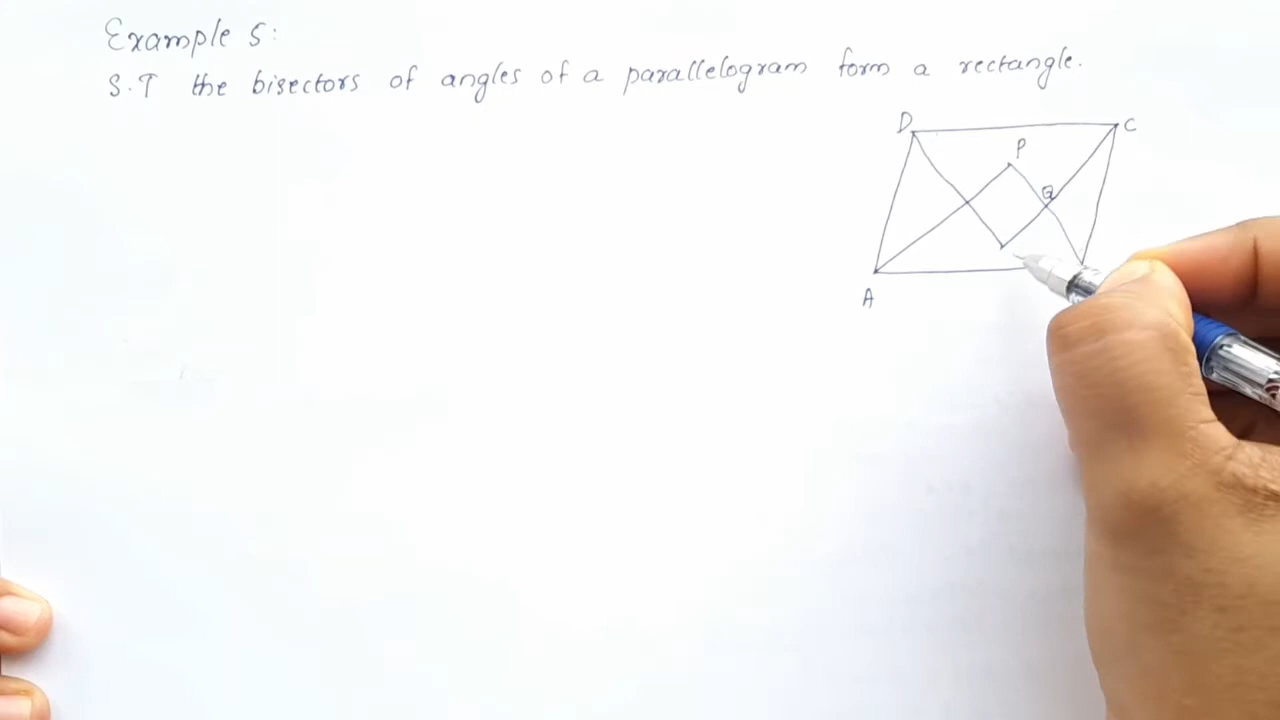 Example 5:
S.T the bisectors of angles of a parallelogram form a rectangle.
D
C
P
Q
A